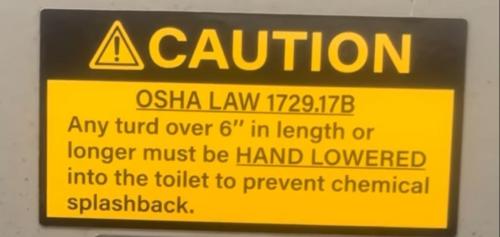 CAUTION
OSHA LAW 1729.17B
Any turd over 6″ in length or
longer must be HAND LOWERED
into the toilet to prevent chemical
splashback.